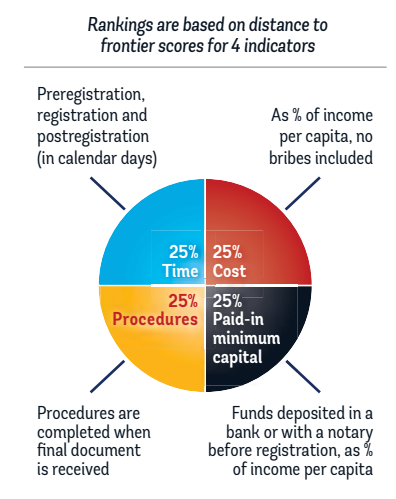 Rankings are based on distance to
frontier scores for 4 indicators
Preregistration,
registration and
postregistration
(in calendar days)
As % of income
per capita, no
bribes included
25%
Time
25%
Cost
25%
Procedures
25%
Paid-in
minimum
capital
Procedures are
completed when
final document
is received
Funds deposited in a
bank or with a notary
before registration, as %
of income per capita